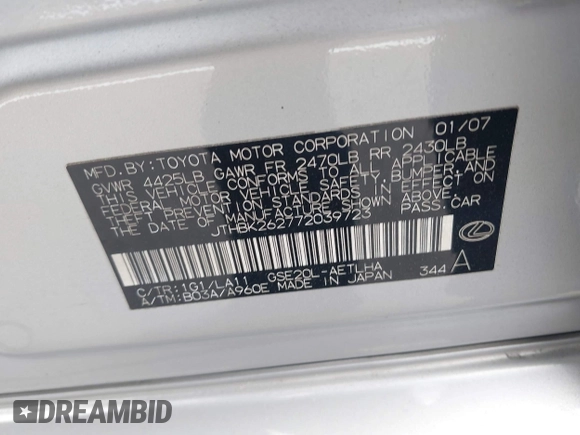 MFD.BY:TOYOTA MOTOR CORPORATION 01/07
GVWR 4425LB GAWR FR 2470LB RR 2430LB
THIS VEHICLE CONFORMS TO ALL APPLICABLE
FEDERAL MOTOR VEHICLE SAFETY, BUMPER, AND
THEFT PREVENTION STANDARDS IN EFFECT ON
THE DATE OF MANUFACTURE SHOWN ABOVE.
JTHBK262772039723 PASS.CAR
C/TR:1G1/LA11 GSE20L-AETLHA
A/TM:B03A/A960E MADE IN JAPAN 344 A
DREAMBID